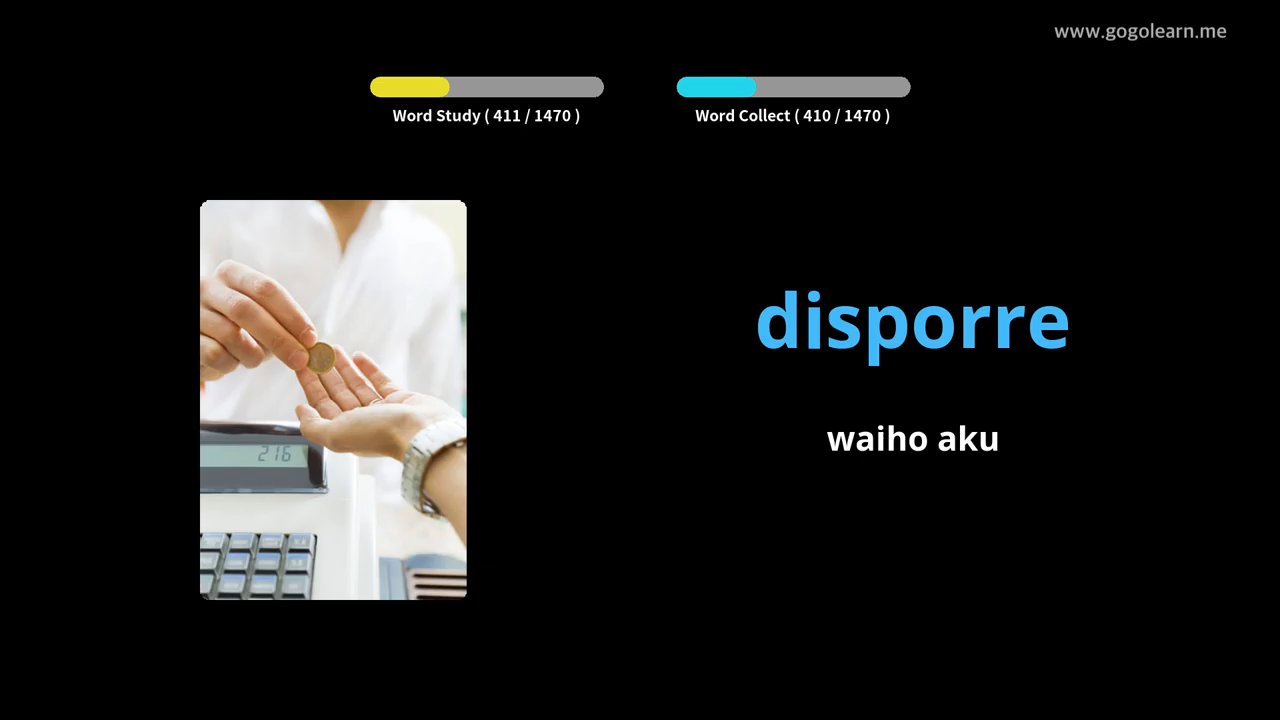 www.gogolearn.me
Word Study ( 411 / 1470 )
Word Collect ( 410 / 1470 )
216
disporre
waiho aku